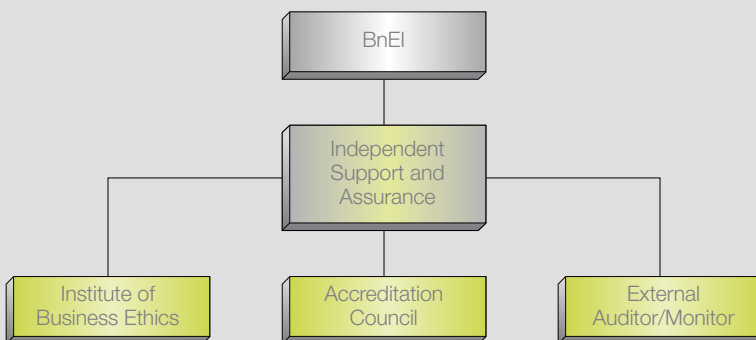 BnEI
Independent
Support and
Assurance
Institute of
Business Ethics
Accreditation
Council
External
Auditor/Monitor